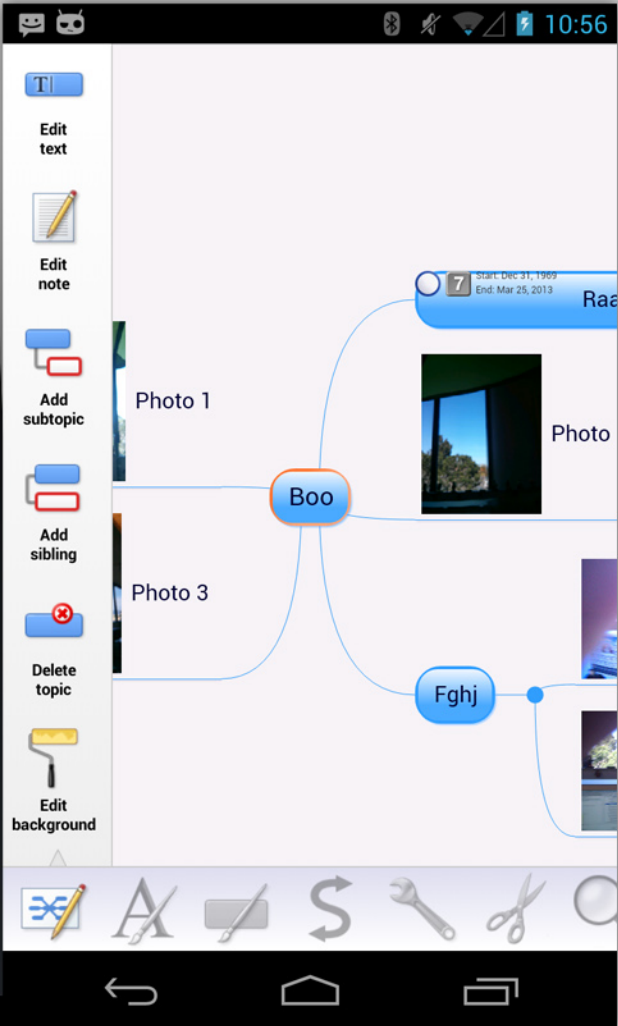 10:56
T
Edit
text
Edit
note
Add
subtopic
Add
sibling
Delete
topic
Edit
background
7
Start: Dec 31, 1969
End: Mar 25, 2013
Raa
Photo 1
Photo
Boo
Photo 3
Fghj
A